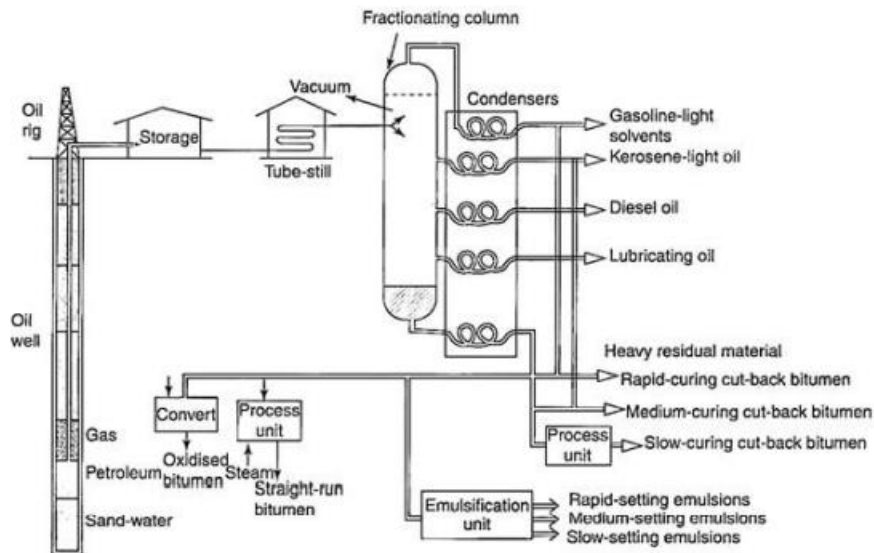 Fractionating column
Vacuum
Condensers
Oil
rig
Storage
Tube-still
Gasoline-light
solvents
Kerosene-light oil
Diesel oil
Lubricating oil
Oil
well
Heavy residual material
Rapid-curing cut-back bitumen
Convert
Process
unit
Medium-curing cut-back bitumen
Gas
Process
unit
Slow-curing cut-back bitumen
Petroleum
Oxidised
bitumen
Steam
Straight-run
bitumen
Sand-water
Emulsification
unit
Rapid-setting emulsions
Medium-setting emulsions
Slow-setting emulsions